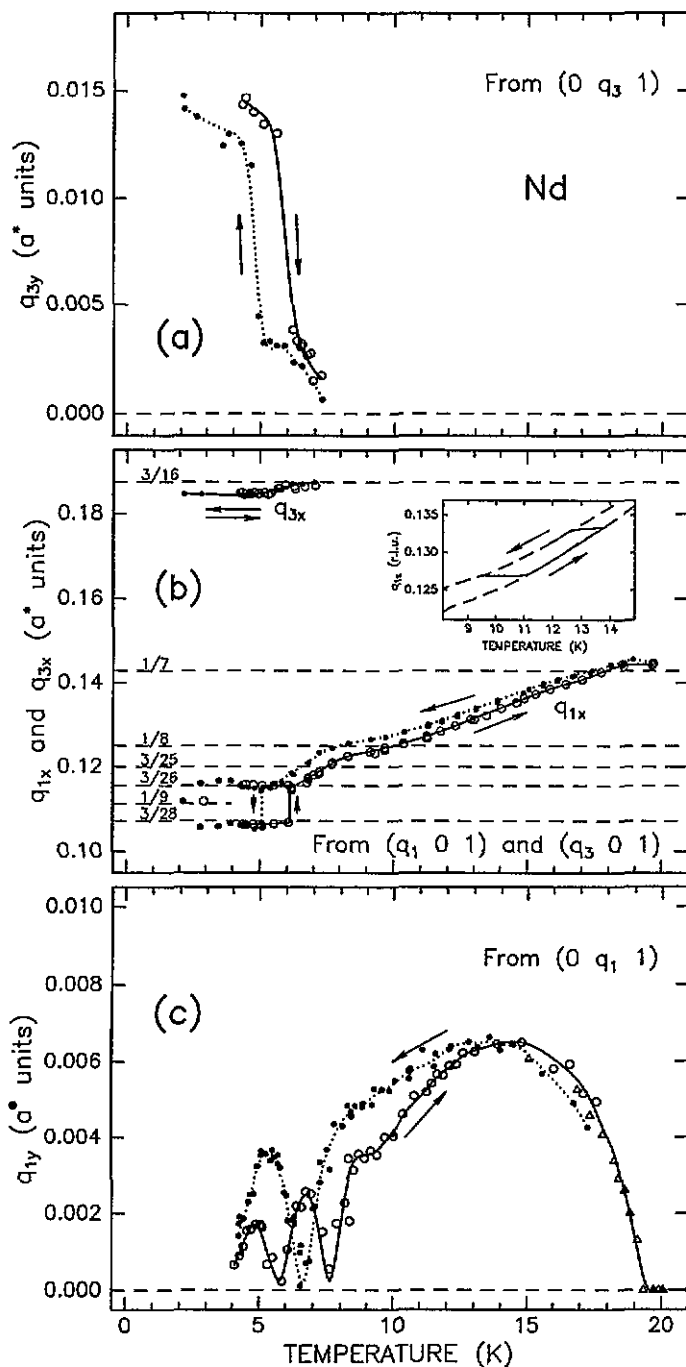 From (0 q₃ 1)
Nd
q₃y (a* units)
0.015
0.010
0.005
0.000
(a)
3/16
q₃x
0.18
0.16
0.14
0.12
0.10
1/7
1/8
3/25
3/26
1/9
3/28
q₁x and q₃x (a* units)
(b)
q₁x (r.l.u.)
0.135
0.130
0.125
9 10 11 12 13 14
TEMPERATURE (K)
q₁x
From (q₁ 0 1) and (q₃ 0 1)
q₁y (a* units)
0.010
0.008
0.006
0.004
0.002
0.000
(c)
From (0 q₁ 1)
0 5 10 15 20
TEMPERATURE (K)